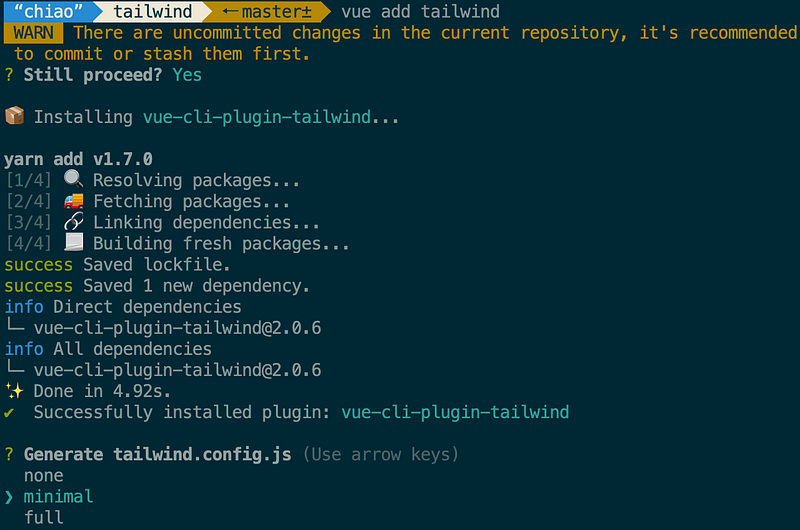 “chiao” tailwind ←master± vue add tailwind
WARN There are uncommitted changes in the current repository, it's recommended
to commit or stash them first.
? Still proceed? Yes
📦 Installing vue-cli-plugin-tailwind...
yarn add v1.7.0
[1/4] 🔍 Resolving packages...
[2/4] 🚚 Fetching packages...
[3/4] 🔗 Linking dependencies...
[4/4] 📃 Building fresh packages...
success Saved lockfile.
success Saved 1 new dependency.
info Direct dependencies
└─ vue-cli-plugin-tailwind@2.0.6
info All dependencies
└─ vue-cli-plugin-tailwind@2.0.6
✨ Done in 4.92s.
✔ Successfully installed plugin: vue-cli-plugin-tailwind
? Generate tailwind.config.js (Use arrow keys)
none
❯ minimal
full